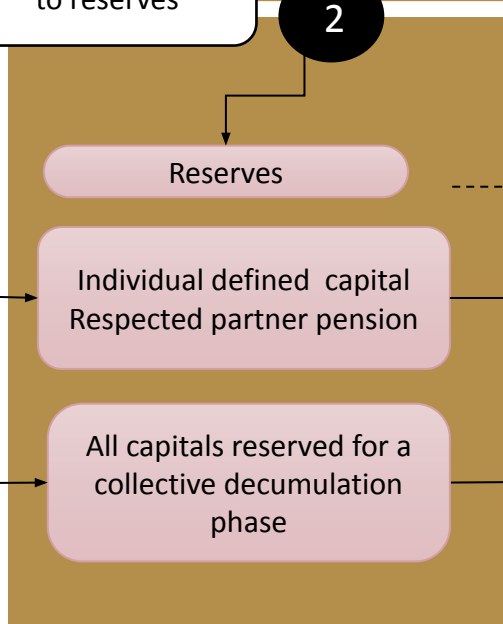 to reserves
2
Reserves
Individual defined capital
Respected partner pension
All capitals reserved for a
collective decumulation
phase